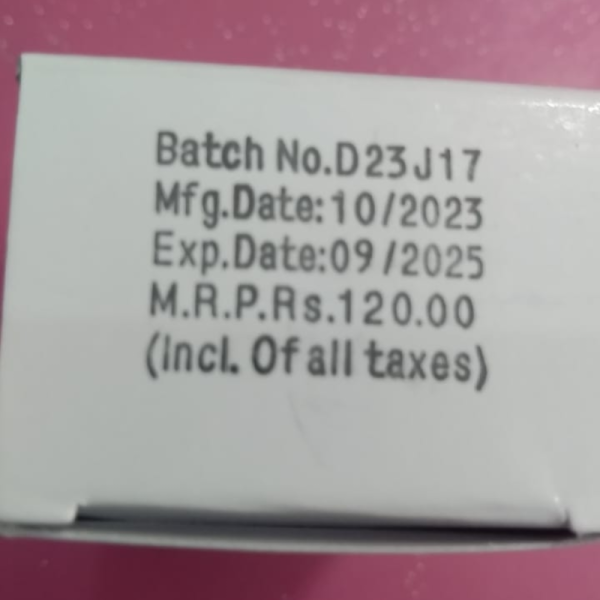 Batch No.D23J17
Mfg.Date:10/2023
Exp.Date:09/2025
M.R.P.Rs.120.00
(Incl. Of all taxes)